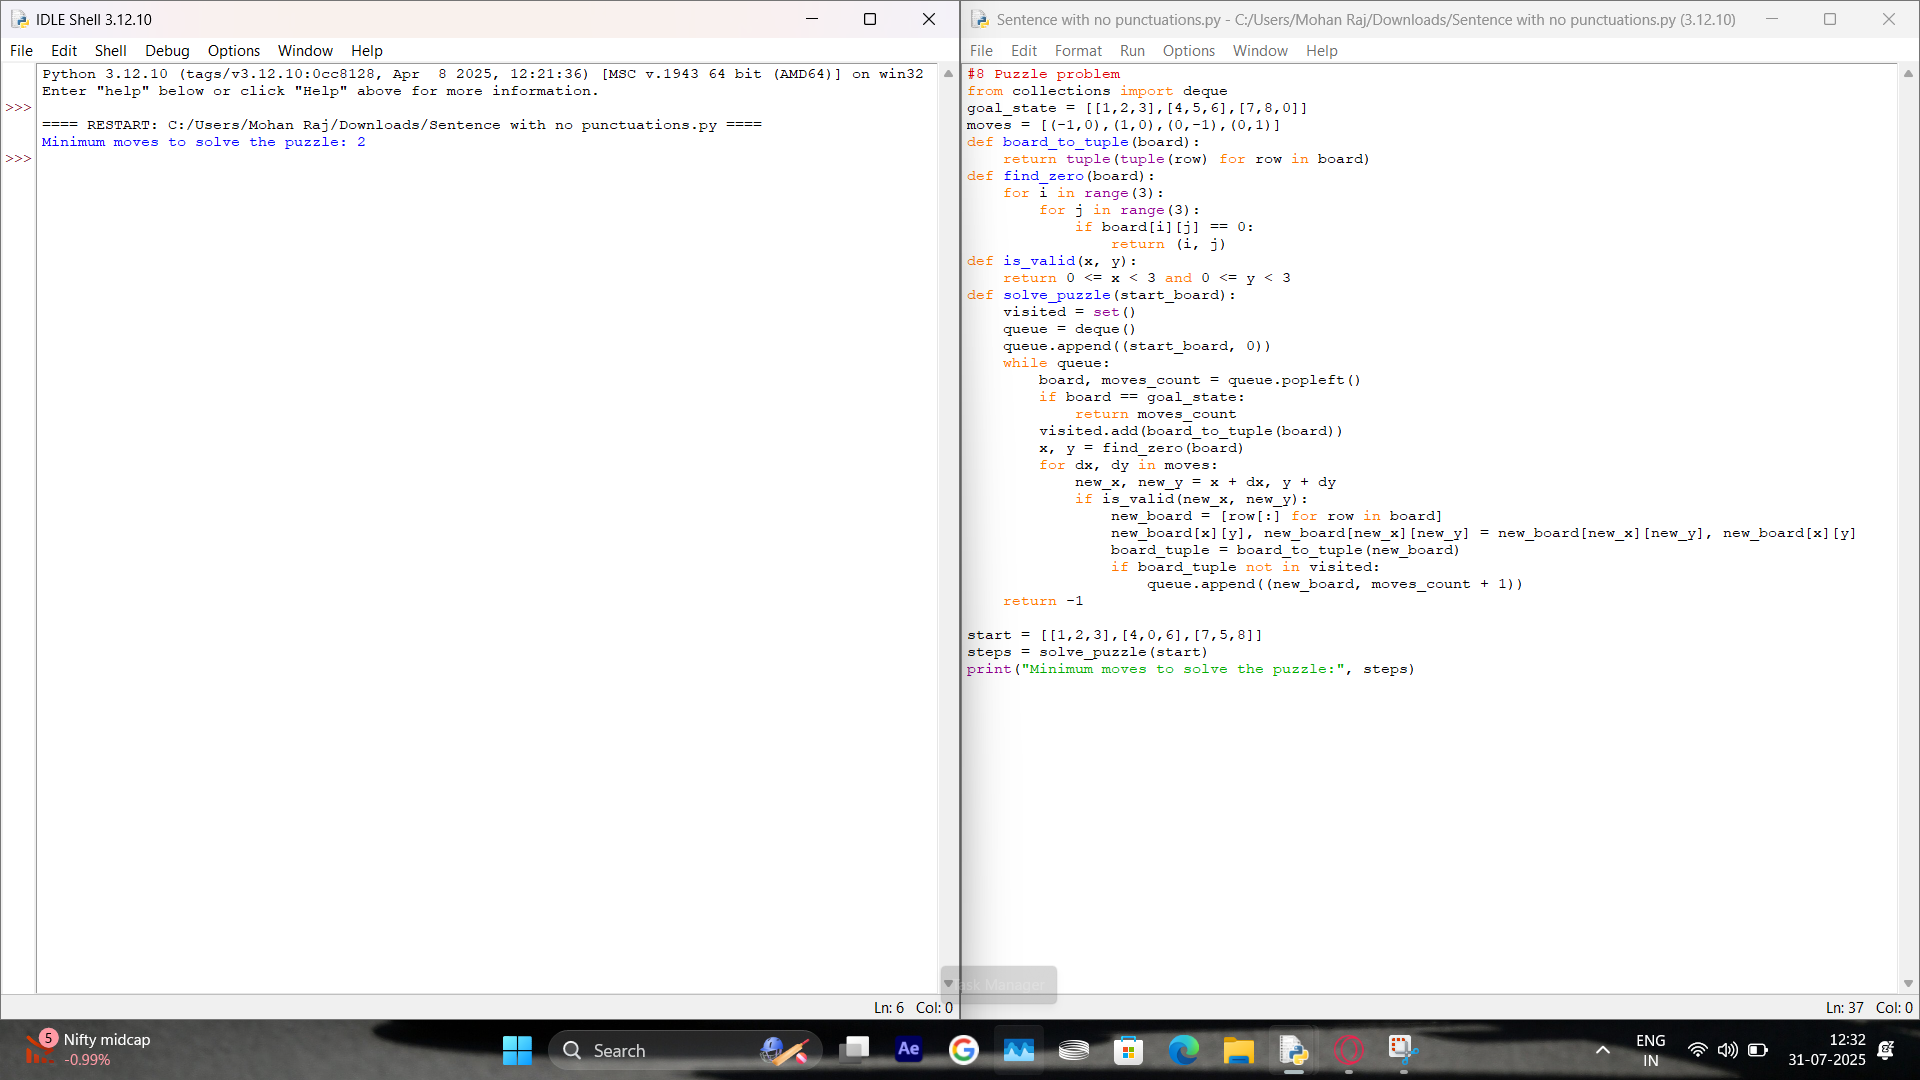 IDLE Shell 3.12.10
File Edit Shell Debug Options Window Help
Python 3.12.10 (tags/v3.12.10:0cc8128, Apr  8 2025, 12:21:36) [MSC v.1943 64 bit (AMD64)] on win32
Enter "help" below or click "Help" above for more information.
>>>
==== RESTART: C:/Users/Mohan Raj/Downloads/Sentence with no punctuations.py ====
Minimum moves to solve the puzzle: 2
>>>
Ln: 6 Col: 0
Sentence with no punctuations.py - C:/Users/Mohan Raj/Downloads/Sentence with no punctuations.py (3.12.10)
File Edit Format Run Options Window Help
#8 Puzzle problem
from collections import deque
goal_state = [[1,2,3],[4,5,6],[7,8,0]]
moves = [(-1,0),(1,0),(0,-1),(0,1)]
def board_to_tuple(board):
    return tuple(tuple(row) for row in board)
def find_zero(board):
    for i in range(3):
        for j in range(3):
            if board[i][j] == 0:
                return (i, j)
def is_valid(x, y):
    return 0 <= x < 3 and 0 <= y < 3
def solve_puzzle(start_board):
    visited = set()
    queue = deque()
    queue.append((start_board, 0))
    while queue:
        board, moves_count = queue.popleft()
        if board == goal_state:
            return moves_count
        visited.add(board_to_tuple(board))
        x, y = find_zero(board)
        for dx, dy in moves:
            new_x, new_y = x + dx, y + dy
            if is_valid(new_x, new_y):
                new_board = [row[:] for row in board]
                new_board[x][y], new_board[new_x][new_y] = new_board[new_x][new_y], new_board[x][y]
                board_tuple = board_to_tuple(new_board)
                if board_tuple not in visited:
                    queue.append((new_board, moves_count + 1))
    return -1
start = [[1,2,3],[4,0,6],[7,5,8]]
steps = solve_puzzle(start)
print("Minimum moves to solve the puzzle:", steps)
Ln: 37 Col: 0
Task Manager
5
Nifty midcap
-0.99%
Search
Ae
ENG
IN
12:32
31-07-2025